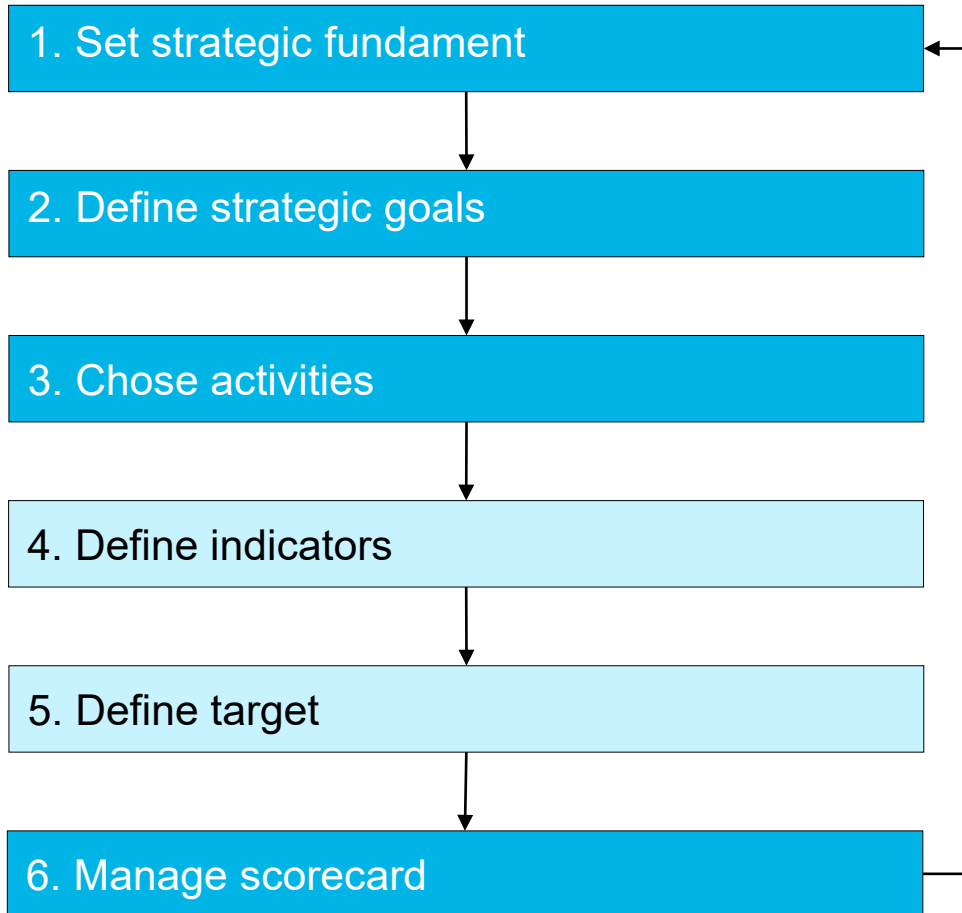 1. Set strategic fundament
2. Define strategic goals
3. Chose activities
4. Define indicators
5. Define target
6. Manage scorecard